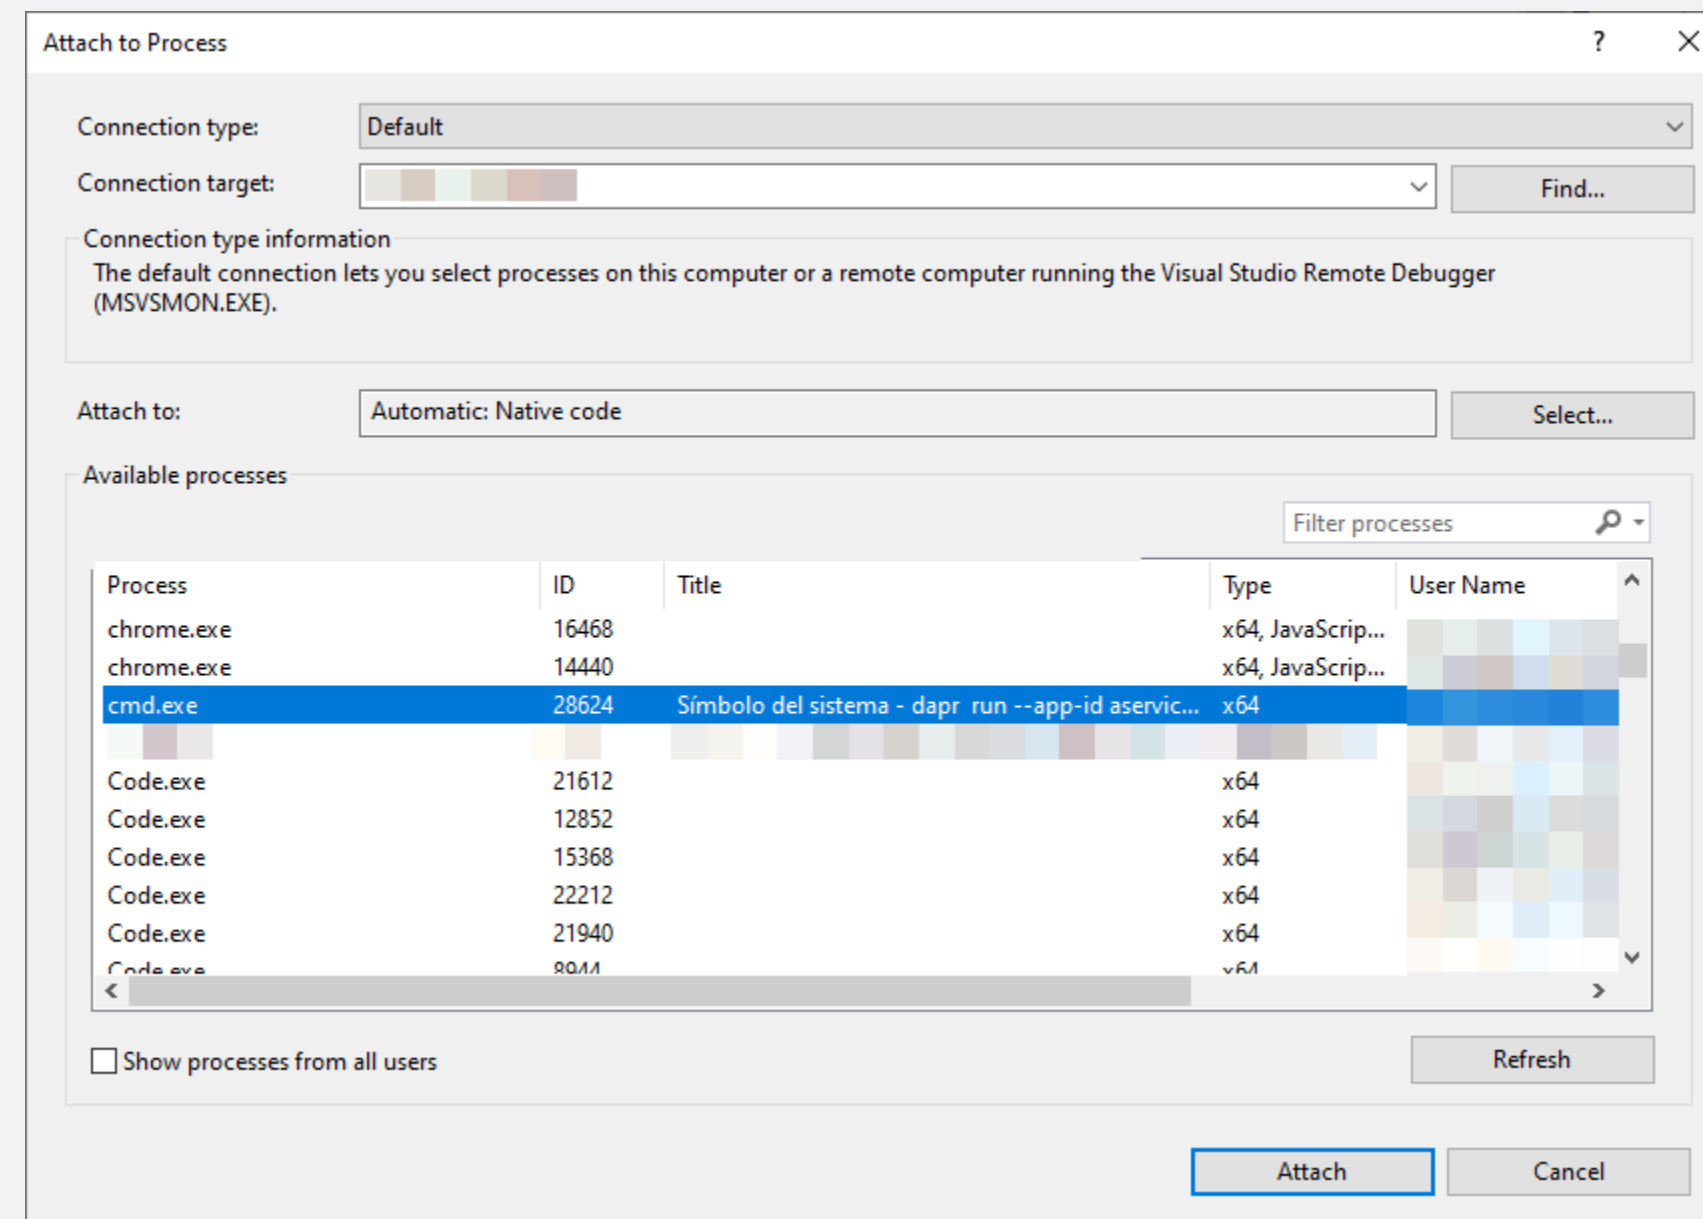 Attach to Process ?
Connection type: Default
Connection target: Find...
Connection type information
The default connection lets you select processes on this computer or a remote computer running the Visual Studio Remote Debugger
(MSVSMON.EXE).
Attach to: Automatic: Native code Select...
Available processes
Filter processes
Process ID Title Type User Name
chrome.exe 16468 x64, JavaScrip...
chrome.exe 14440 x64, JavaScrip...
cmd.exe 28624 Símbolo del sistema - dapr run --app-id aservic... x64
Code.exe 21612 x64
Code.exe 12852 x64
Code.exe 15368 x64
Code.exe 22212 x64
Code.exe 21940 x64
Code.exe 8944 x64
Show processes from all users Refresh
Attach Cancel